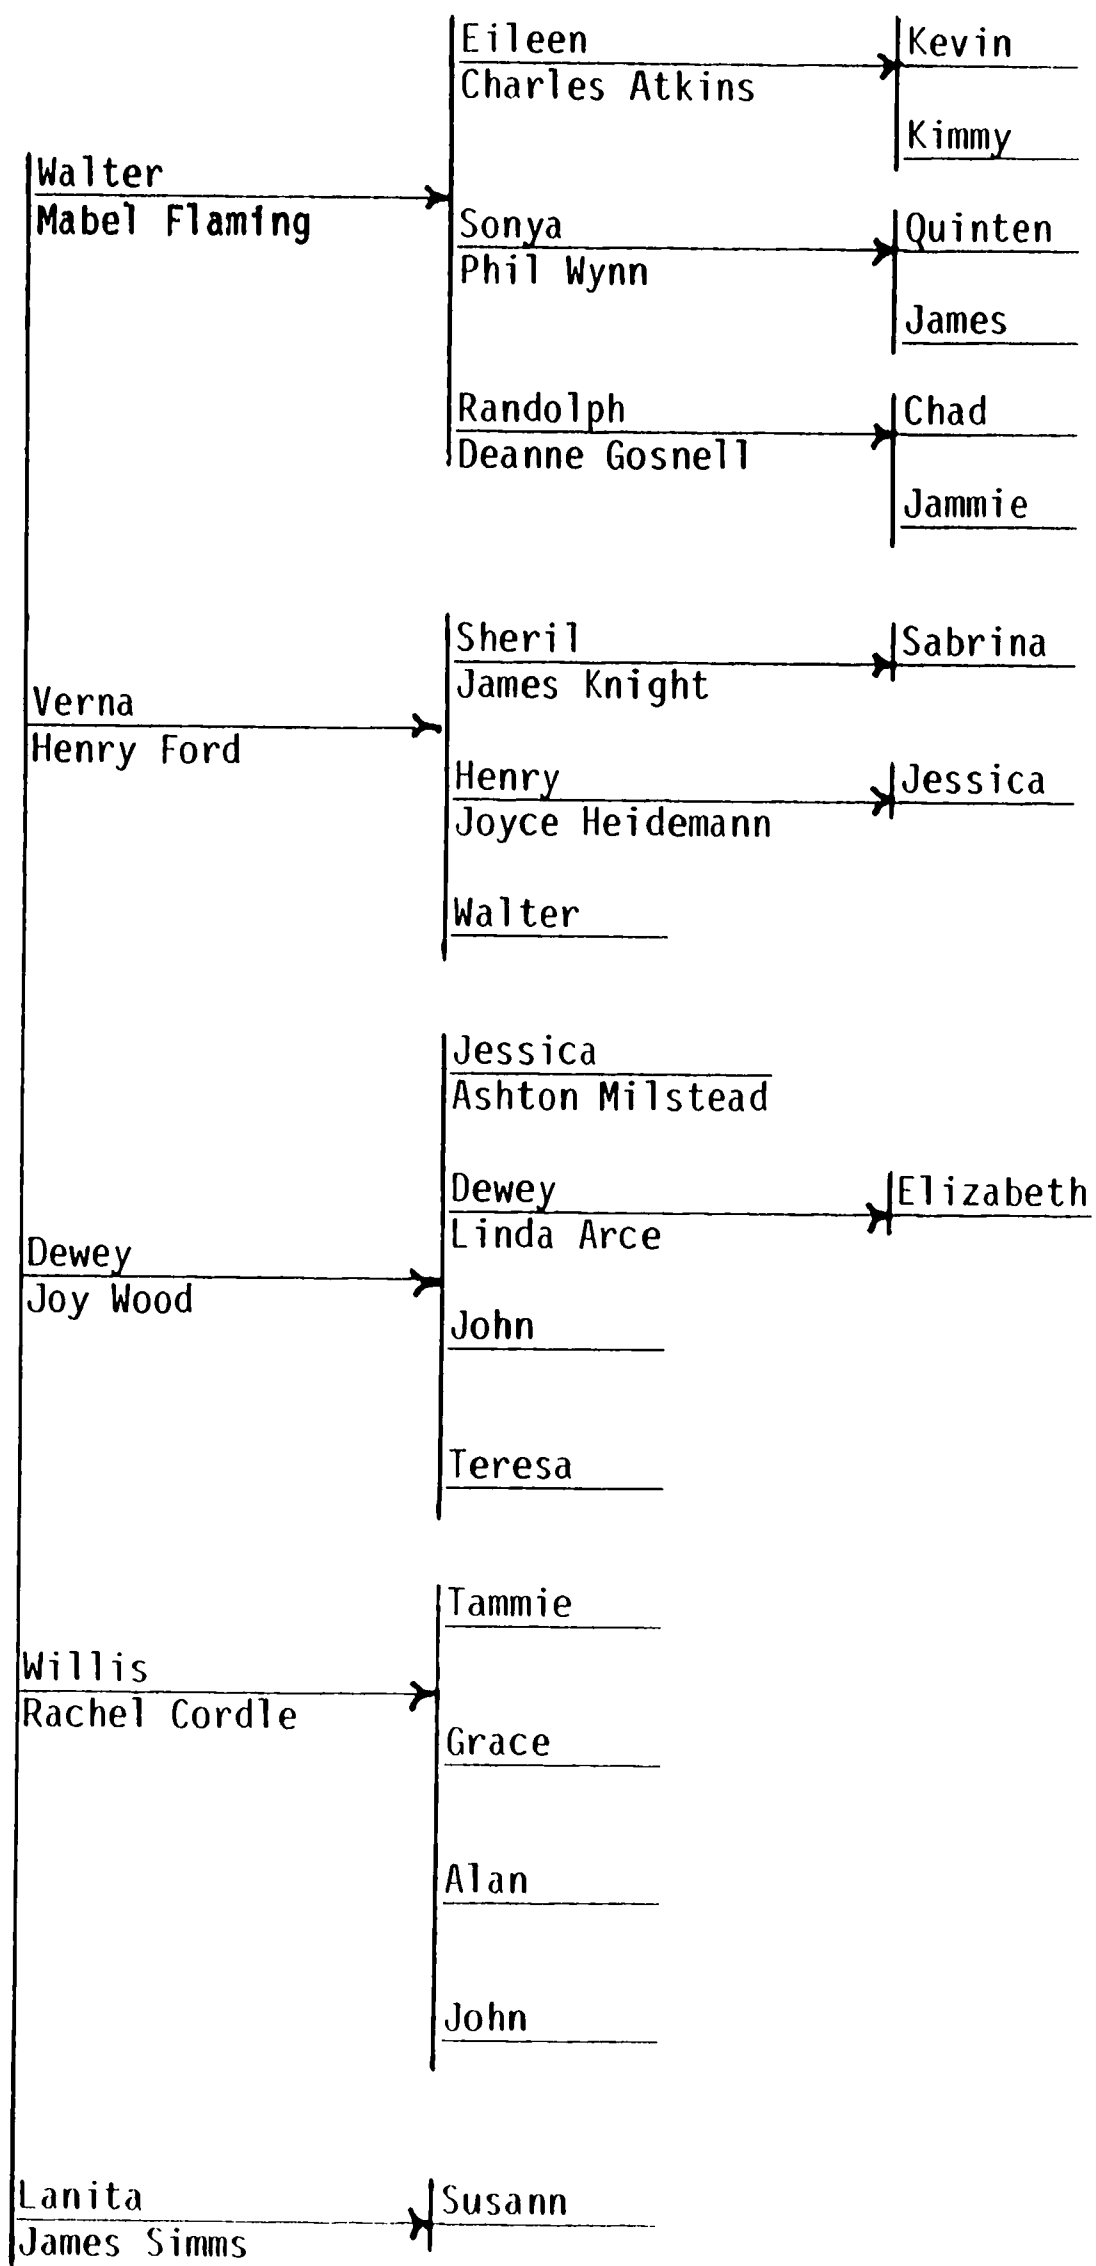 Eileen
Charles Atkins
Kevin
Kimmy
Walter
Mabel Flaming
Sonya
Phil Wynn
Quinten
James
Randolph
Deanne Gosnell
Chad
Jammie
Sheril
James Knight
Sabrina
Verna
Henry Ford
Henry
Joyce Heidemann
Jessica
Walter
Jessica
Ashton Milstead
Dewey
Linda Arce
Elizabeth
Dewey
Joy Wood
John
Teresa
Tammie
Willis
Rachel Cordle
Grace
Alan
John
Lanita
James Simms
Susann